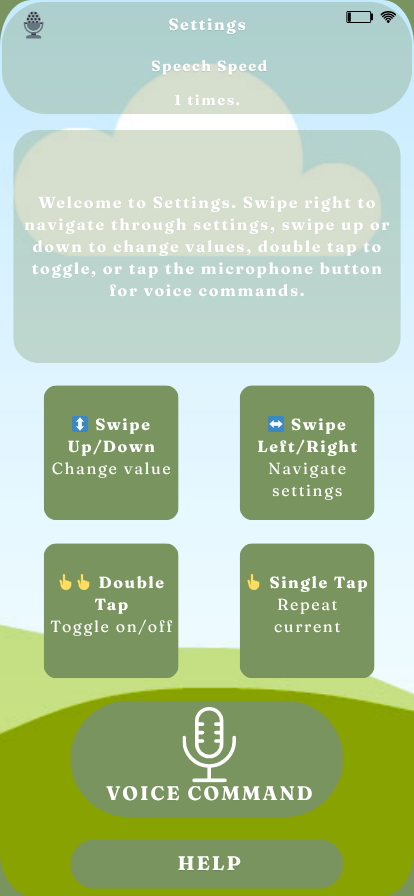 Settings
Speech Speed
1 times.
Welcome to Settings. Swipe right to
navigate through settings, swipe up or
down to change values, double tap to
toggle, or tap the microphone button
for voice commands.
Swipe
Up/Down
Change value
Swipe
Left/Right
Navigate
settings
Double
Tap
Toggle on/off
Single Tap
Repeat
current
VOICE COMMAND
HELP